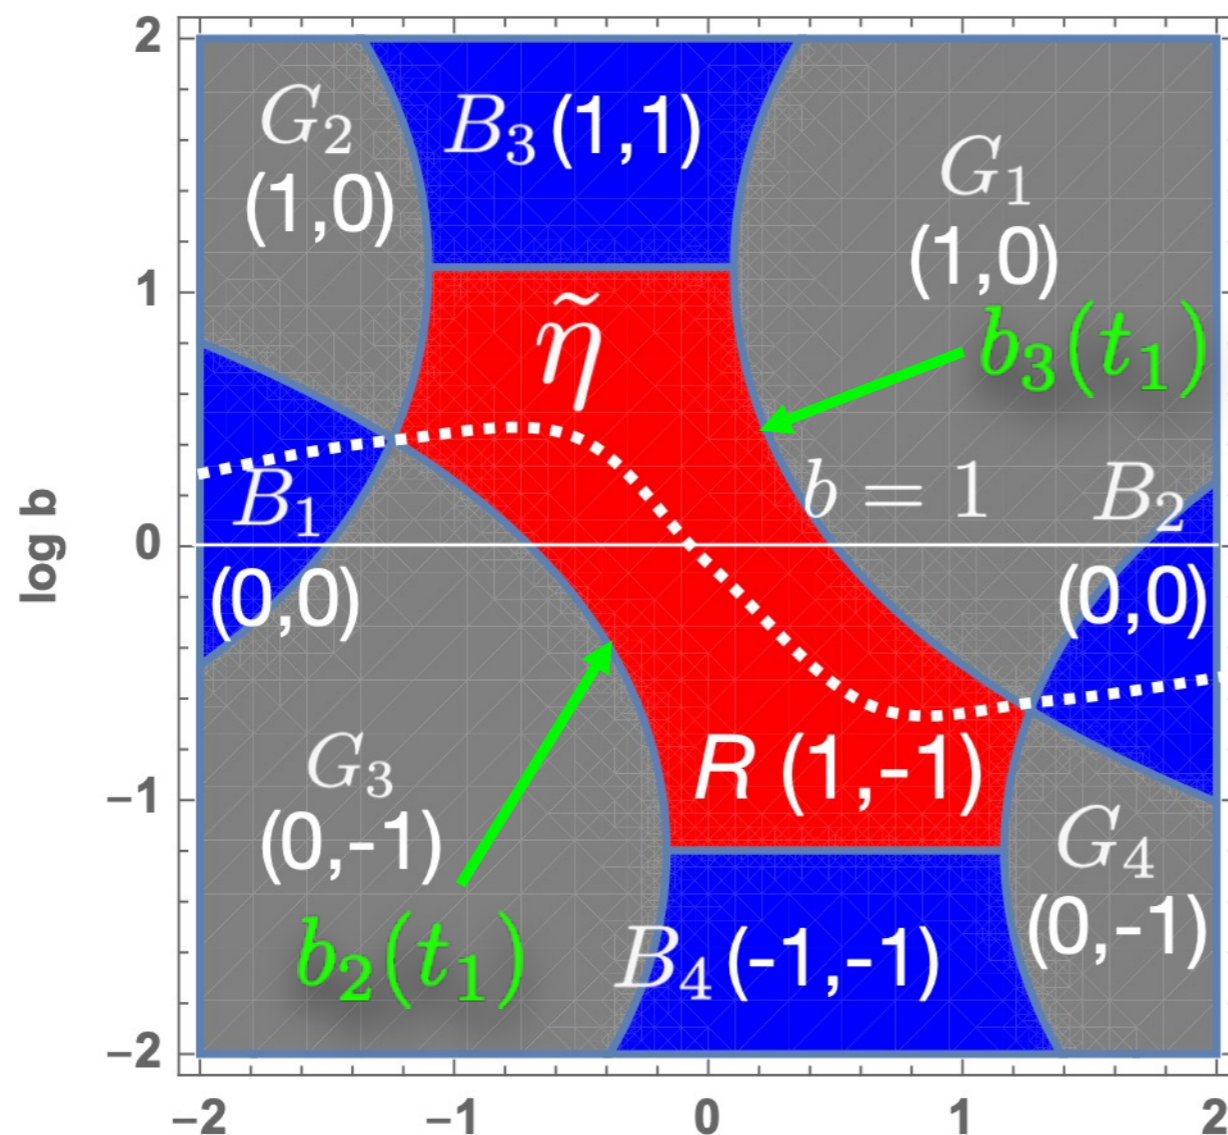 2
G₂
(1,0)
B₃ (1,1)
G₁
(1,0)
1
η̃
b₃(t₁)
B₁
b = 1
B₂
0
(0,0)
(0,0)
log b
G₃
(0,-1)
R (1,-1)
−1
G₄
(0,-1)
b₂(t₁)
B₄ (-1,-1)
−2
−2 −1 0 1 2